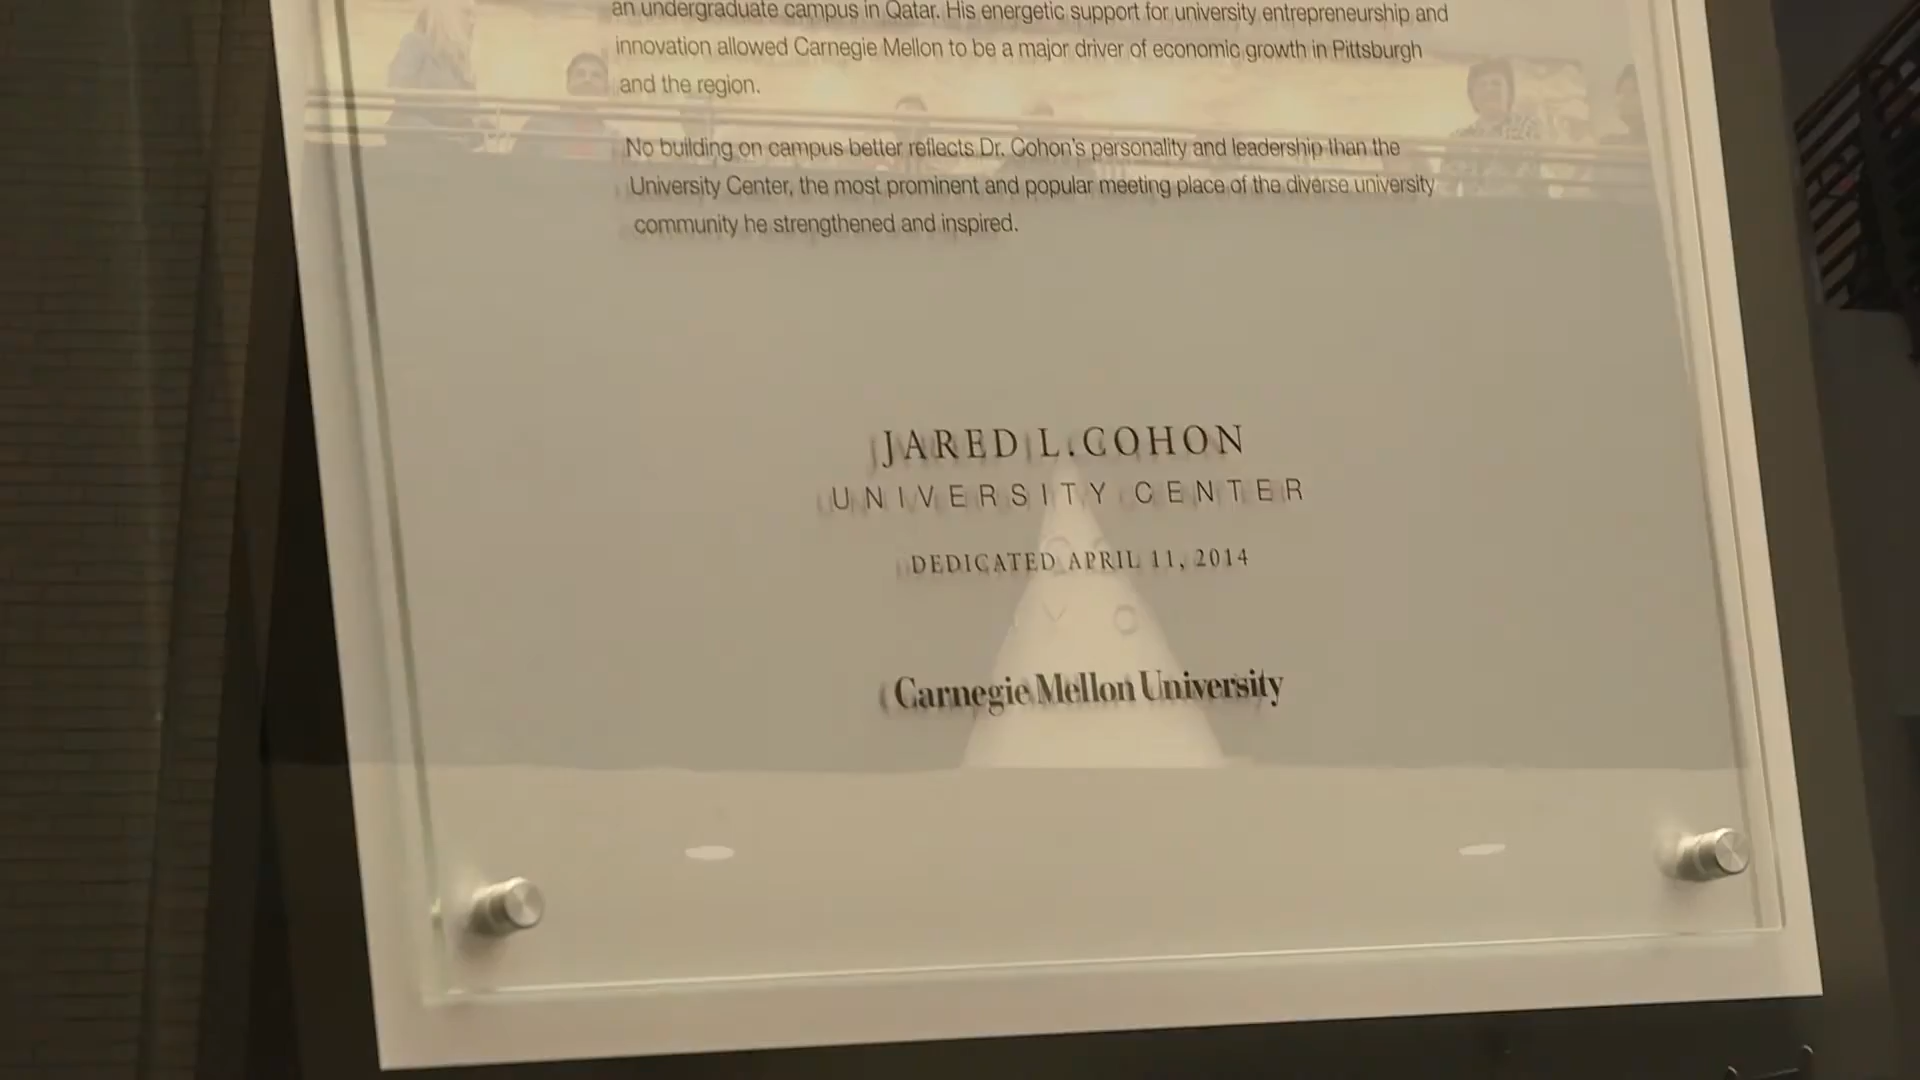 an undergraduate campus in Qatar. His energetic support for university entrepreneurship and
innovation allowed Carnegie Mellon to be a major driver of economic growth in Pittsburgh
and the region.
No building on campus better reflects Dr. Cohon's personality and leadership than the
University Center, the most prominent and popular meeting place of the diverse university
community he strengthened and inspired.
JARED L. COHON
UNIVERSITY CENTER
DEDICATED APRIL 11, 2014
Carnegie Mellon University